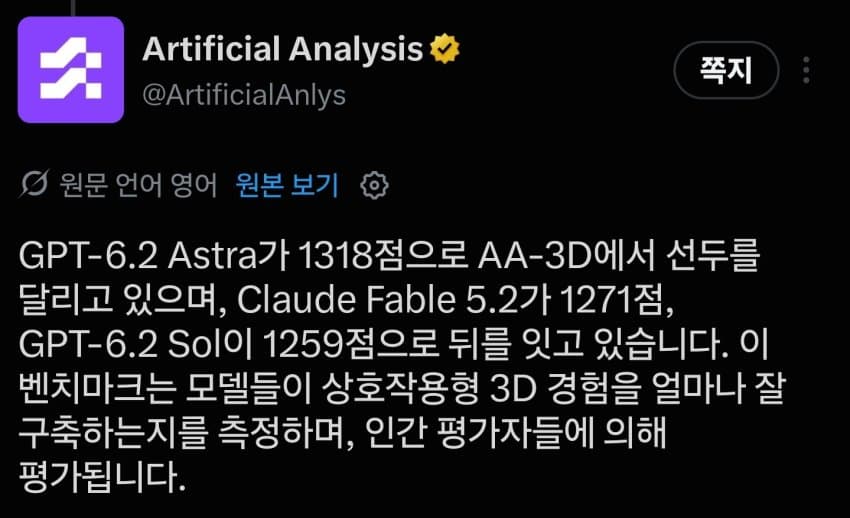 Artificial Analysis
@ArtificialAnlys
쪽지
원문 언어 영어 원본 보기
GPT-6.2 Astra가 1318점으로 AA-3D에서 선두를
달리고 있으며, Claude Fable 5.2가 1271점,
GPT-6.2 Sol이 1259점으로 뒤를 잇고 있습니다. 이
벤치마크는 모델들이 상호작용형 3D 경험을 얼마나 잘
구축하는지를 측정하며, 인간 평가자들에 의해
평가됩니다.